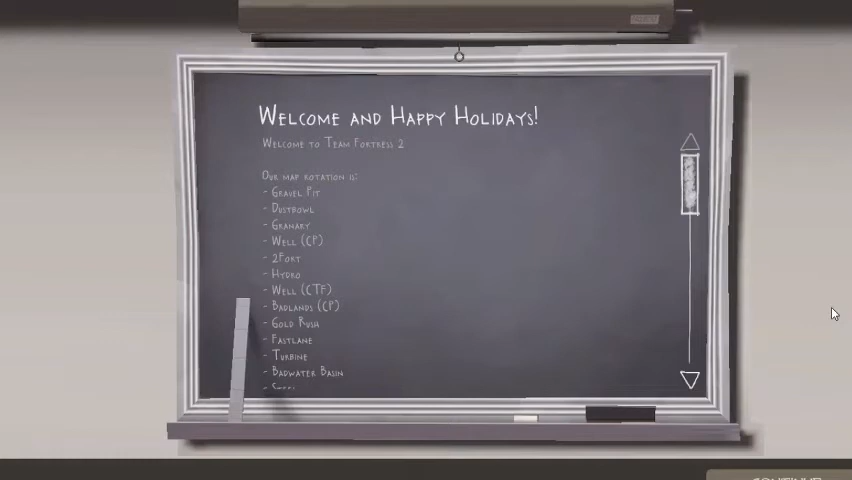 Welcome and Happy Holidays!
Welcome to Team Fortress 2
Our map rotation is:
- Gravel Pit
- Dustbowl
- Granary
- Well (CP)
- 2Fort
- Hydro
- Well (CTF)
- Badlands (CP)
- Gold Rush
- Fastlane
- Turbine
- Badwater Basin